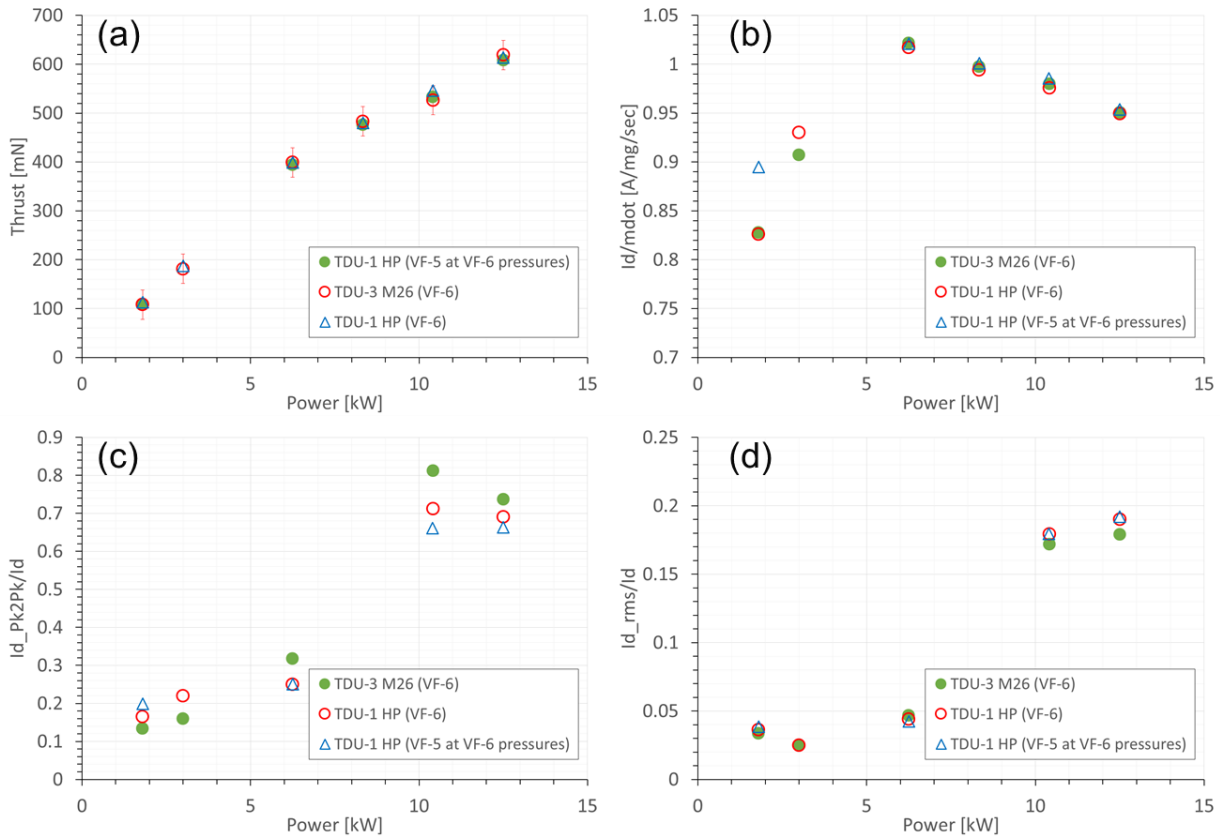 (a)
700
600
500
400
300
200
100
0
Thrust [mN]
TDU-1 HP (VF-5 at VF-6 pressures)
TDU-3 M26 (VF-6)
TDU-1 HP (VF-6)
0 5 10 15
Power [kW]
(b)
1.05
1
0.95
0.9
0.85
0.8
0.75
0.7
Id/mdot [A/mg/sec]
TDU-3 M26 (VF-6)
TDU-1 HP (VF-6)
TDU-1 HP (VF-5 at VF-6 pressures)
0 5 10 15
Power [kW]
(c)
0.9
0.8
0.7
0.6
0.5
0.4
0.3
0.2
0.1
0
Id_Pk2Pk/Id
TDU-3 M26 (VF-6)
TDU-1 HP (VF-6)
TDU-1 HP (VF-5 at VF-6 pressures)
0 5 10 15
Power [kW]
(d)
0.25
0.2
0.15
0.1
0.05
0
Id_rms/Id
TDU-3 M26 (VF-6)
TDU-1 HP (VF-6)
TDU-1 HP (VF-5 at VF-6 pressures)
0 5 10 15
Power [kW]